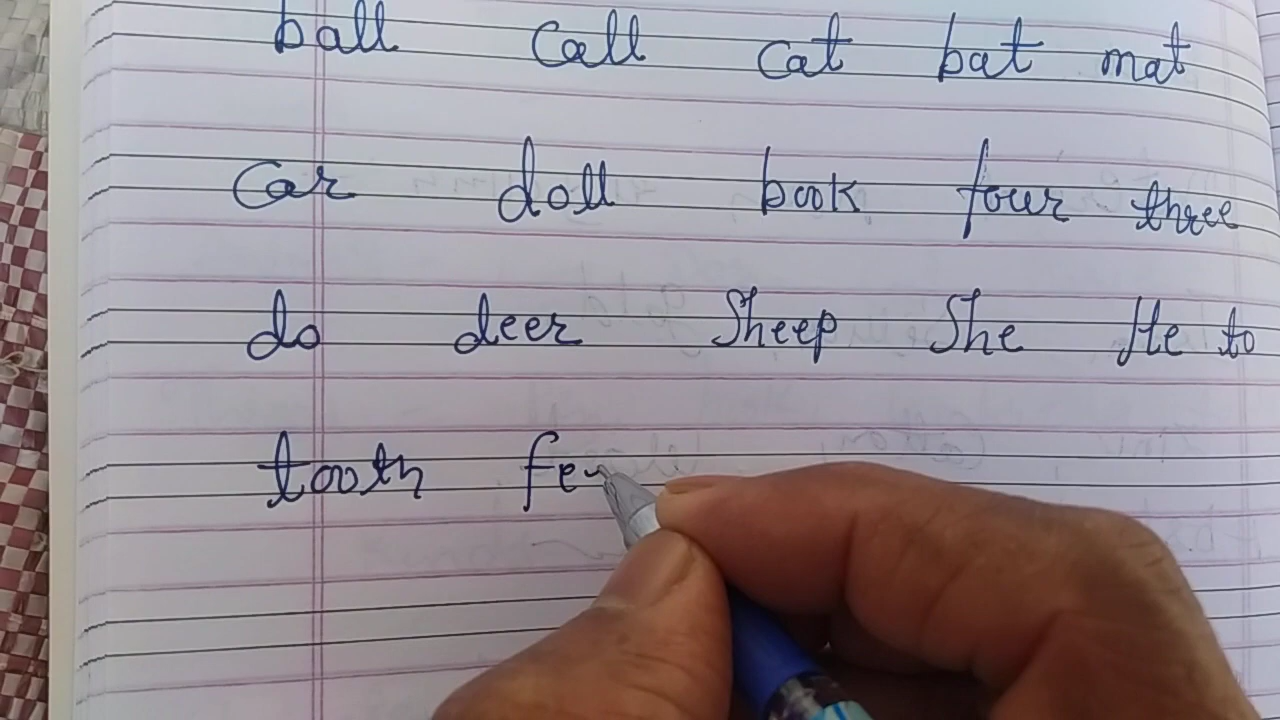 ball call cat bat mat
Car doll book four three
do deer Sheep She He to
tooth